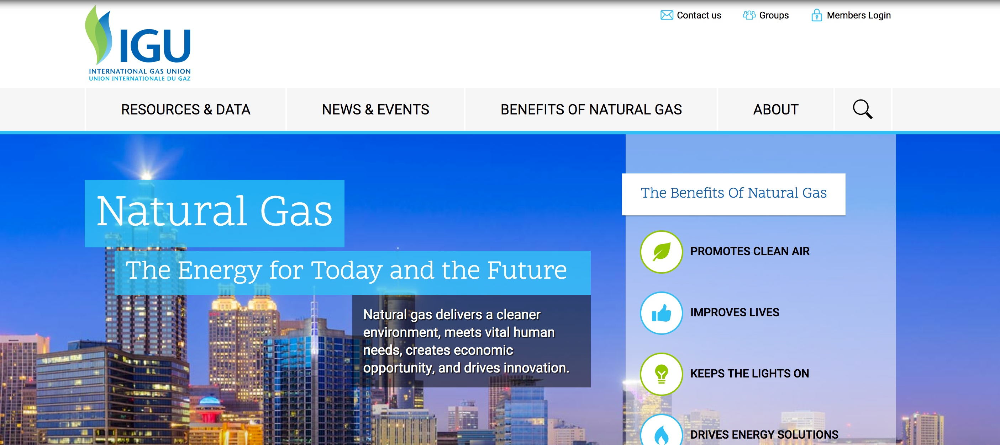 IGU
INTERNATIONAL GAS UNION
UNION INTERNATIONALE DU GAZ
Contact us
Groups
Members Login
RESOURCES & DATA
NEWS & EVENTS
BENEFITS OF NATURAL GAS
ABOUT
Natural Gas
The Energy for Today and the Future
Natural gas delivers a cleaner
environment, meets vital human
needs, creates economic
opportunity, and drives innovation.
The Benefits Of Natural Gas
PROMOTES CLEAN AIR
IMPROVES LIVES
KEEPS THE LIGHTS ON
DRIVES ENERGY SOLUTIONS